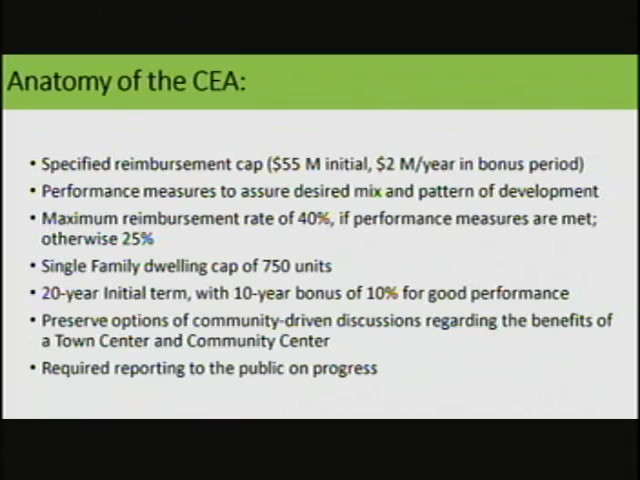 Anatomy of the CEA:
• Specified reimbursement cap ($55 M initial, $2 M/year in bonus period)
• Performance measures to assure desired mix and pattern of development
• Maximum reimbursement rate of 40%, if performance measures are met;
otherwise 25%
• Single Family dwelling cap of 750 units
• 20-year Initial term, with 10-year bonus of 10% for good performance
• Preserve options of community-driven discussions regarding the benefits of
a Town Center and Community Center
• Required reporting to the public on progress